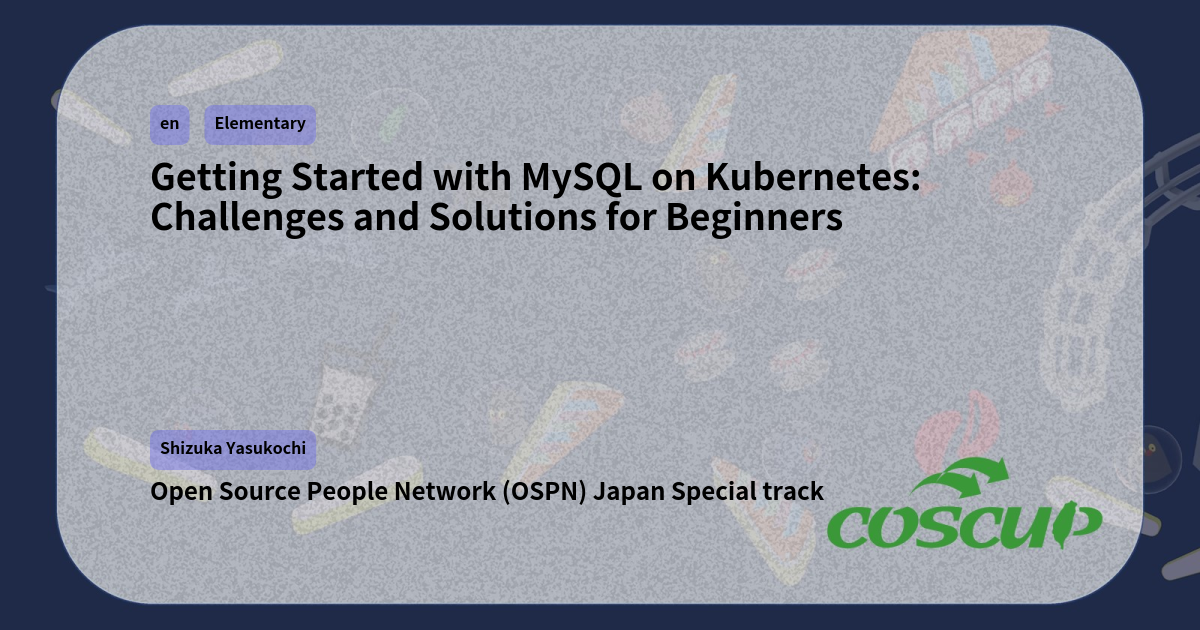 en Elementary
Getting Started with MySQL on Kubernetes:
Challenges and Solutions for Beginners
Shizuka Yasukochi
Open Source People Network (OSPN) Japan Special track
COSCUP